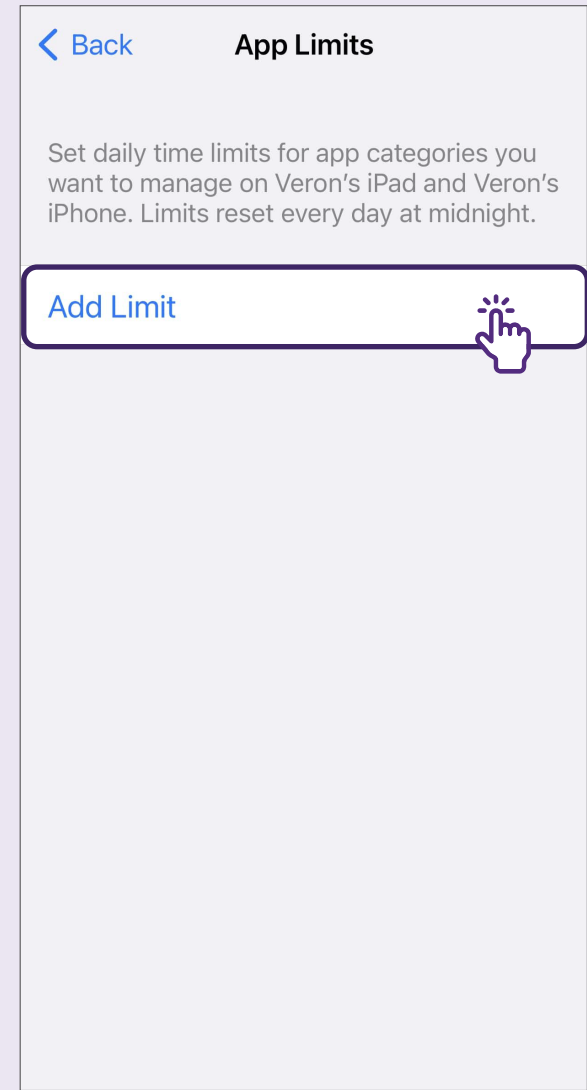 Back
App Limits
Set daily time limits for app categories you
want to manage on Veron’s iPad and Veron’s
iPhone. Limits reset every day at midnight.
Add Limit